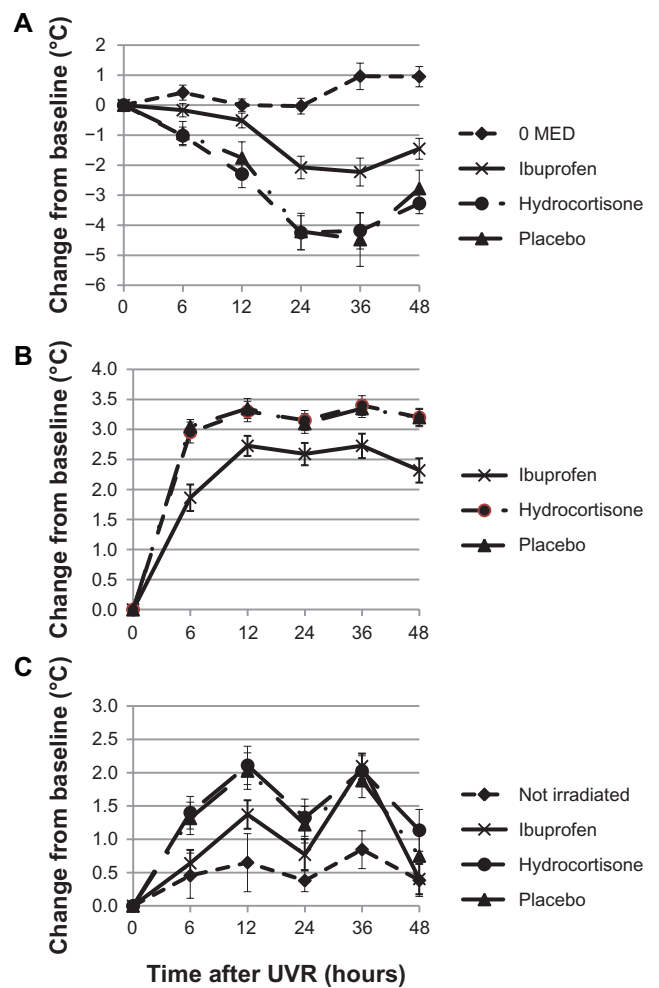 A
Change from baseline (°C)
2
1
0
−1
−2
−3
−4
−5
−6
0 6 12 24 36 48
0 MED
Ibuprofen
Hydrocortisone
Placebo
B
Change from baseline (°C)
4.0
3.5
3.0
2.5
2.0
1.5
1.0
0.5
0.0
0 6 12 24 36 48
Ibuprofen
Hydrocortisone
Placebo
C
Change from baseline (°C)
3.0
2.5
2.0
1.5
1.0
0.5
0.0
0 6 12 24 36 48
Not irradiated
Ibuprofen
Hydrocortisone
Placebo
Time after UVR (hours)